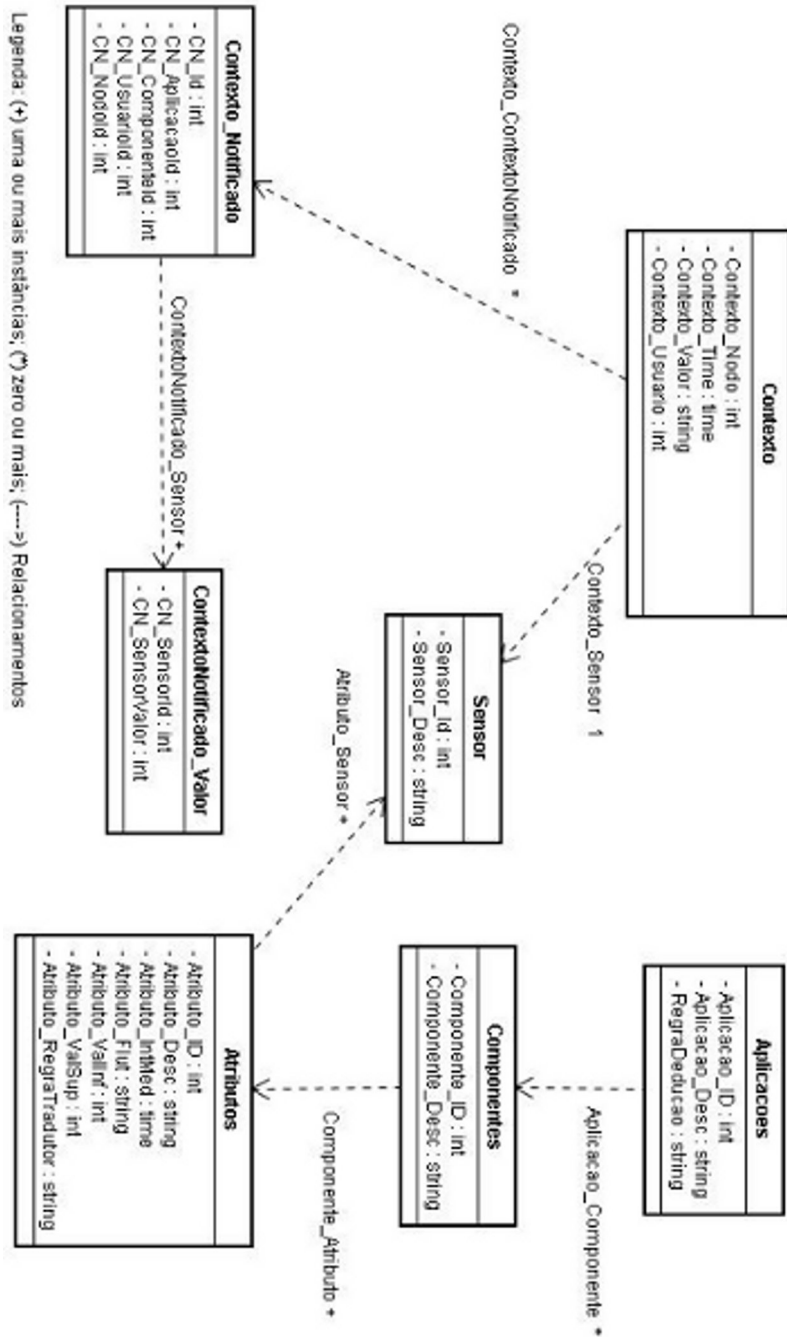 Contexto
- Contexto_Nodo : int
- Contexto_Time : time
- Contexto_Valor : string
- Contexto_Usuario : int
Aplicacoes
- Aplicacao_ID : int
- Aplicacao_Desc : string
- RegraDeducao : string
Contexto_ContextoNotificado *
Contexto_Sensor 1
Aplicacao_Componente *
Sensor
- Sensor_Id : int
- Sensor_Desc : string
Componentes
- Componente_ID : int
- Componente_Desc : string
Atributo_Sensor +
Componente_Atributo +
Contexto_Notificado
- CN_Id : int
- CN_AplicacaoId : int
- CN_ComponenteId : int
- CN_UsuarioId : int
- CN_NodoId : int
ContextoNotificado_Sensor +
ContextoNotificado_Valor
- CN_SensorId : int
- CN_SensorValor : int
Atributos
- Atributo_ID : int
- Atributo_Desc : string
- Atributo_IntMed : time
- Atributo_Flut : string
- Atributo_ValInf : int
- Atributo_ValSup : int
- Atributo_RegraTradutor : string
Legenda: (+) uma ou mais instâncias; (*) zero ou mais; (---->) Relacionamentos